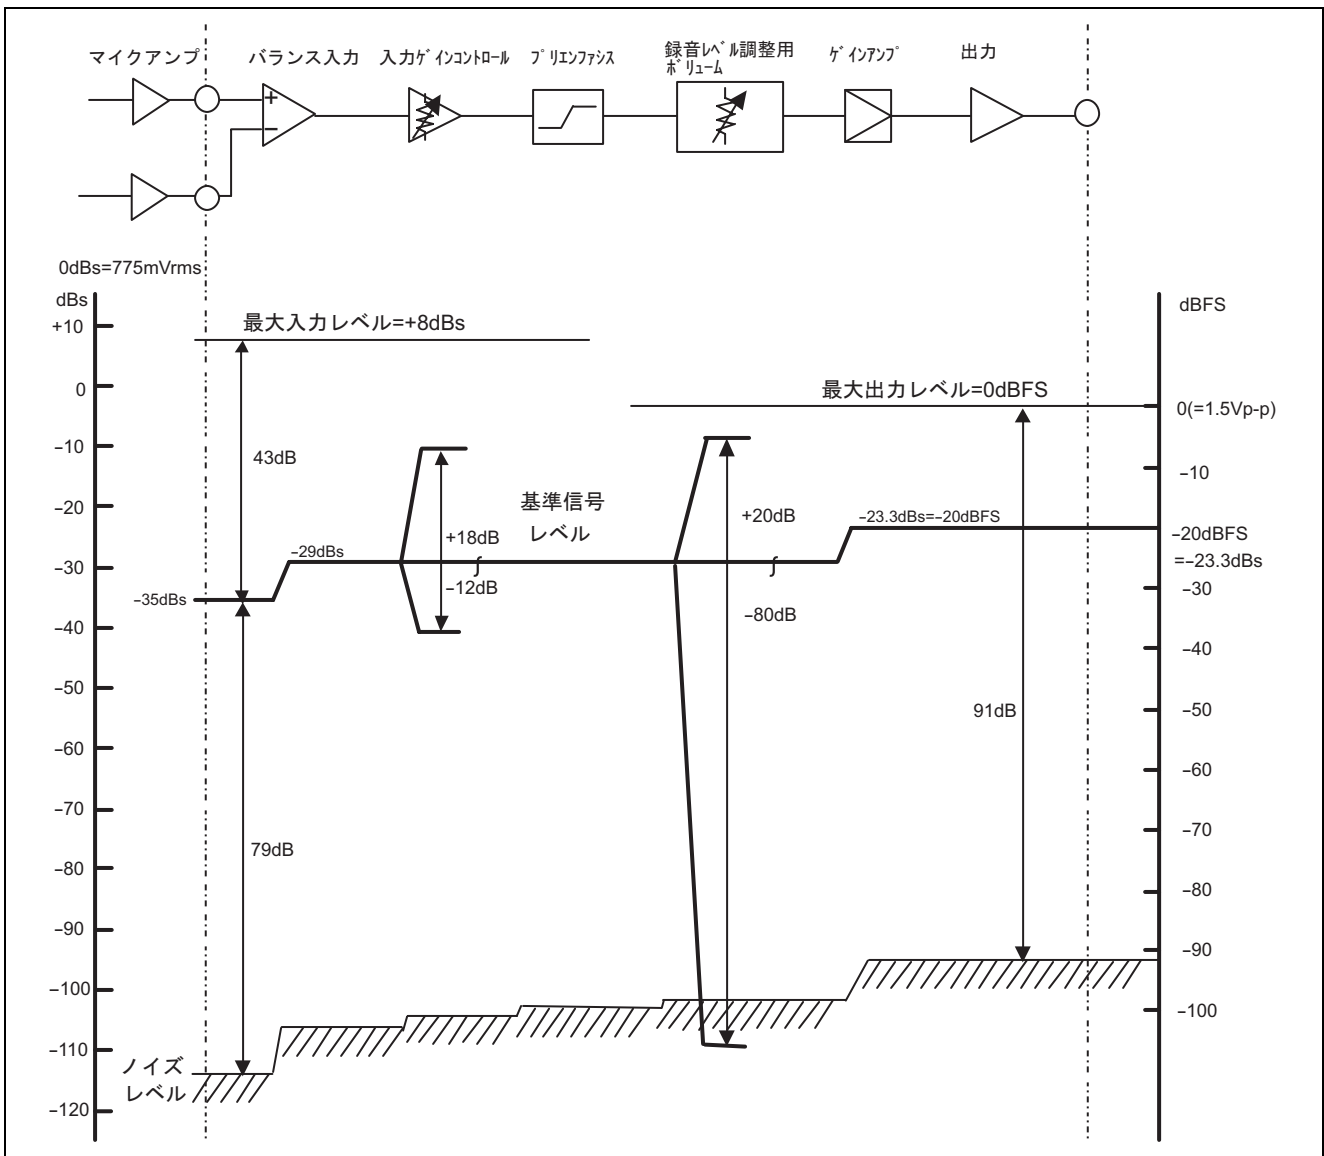 マイクアンプ
バランス入力
入力ｹﾞｲﾝｺﾝﾄﾛｰﾙ
ﾌﾟﾘｴﾝﾌｧｼｽ
録音ﾚﾍﾞﾙ調整用
ﾎﾞﾘｭｰﾑ
ｹﾞｲﾝｱﾝﾌﾟ
出力
+
−
0dBs=775mVrms
dBs
+10
0
−10
−20
−30
−40
−50
−60
−70
−80
−90
−100
−110
−120
最大入力レベル=+8dBs
43dB
−35dBs
−29dBs
79dB
+18dB
−12dB
基準信号
レベル
最大出力レベル=0dBFS
+20dB
−80dB
−23.3dBs=−20dBFS
91dB
ノイズ
レベル
dBFS
0(=1.5Vp-p)
−10
−20dBFS
=−23.3dBs
−30
−40
−50
−60
−70
−80
−90
−100